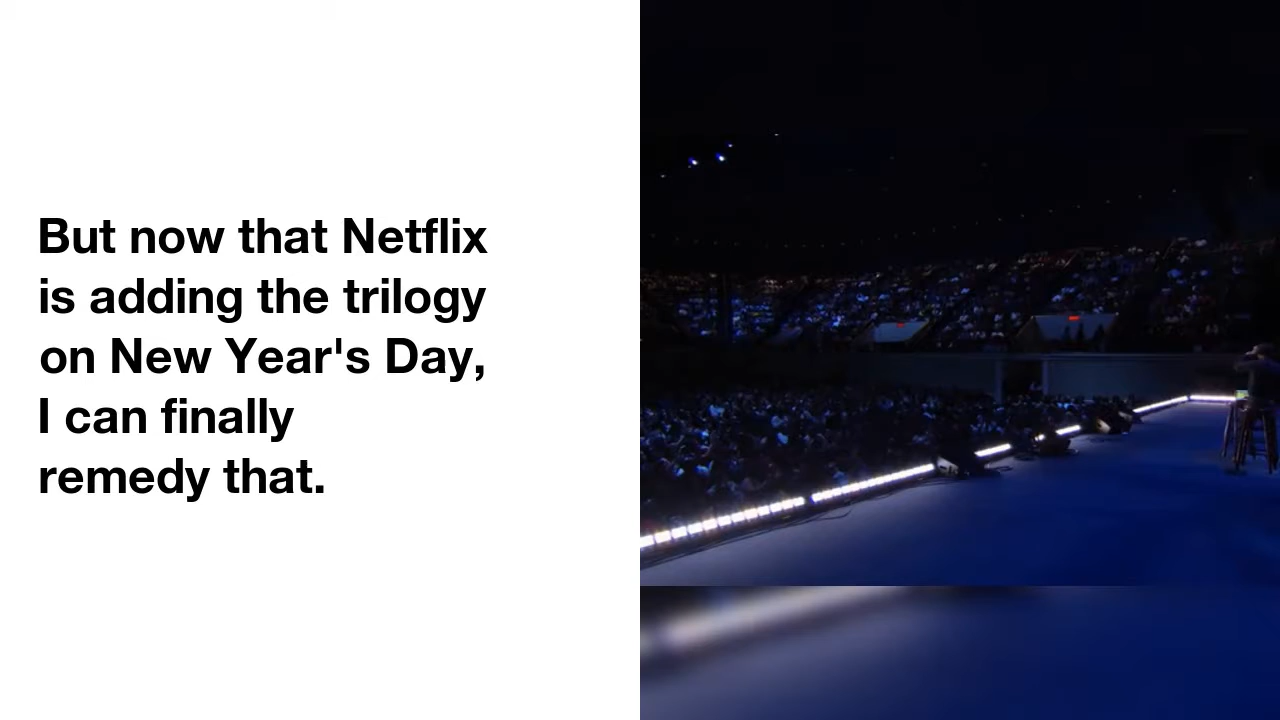 But now that Netflix
is adding the trilogy
on New Year's Day,
I can finally
remedy that.